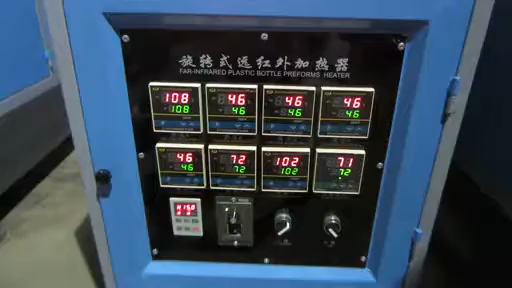 旋转式远红外加热器
FAR-INFRARED PLASTIC BOTTLE PREFORMS HEATER
108 46 46 46
108 46 46 46
46 72 102 71
46 72 102 72